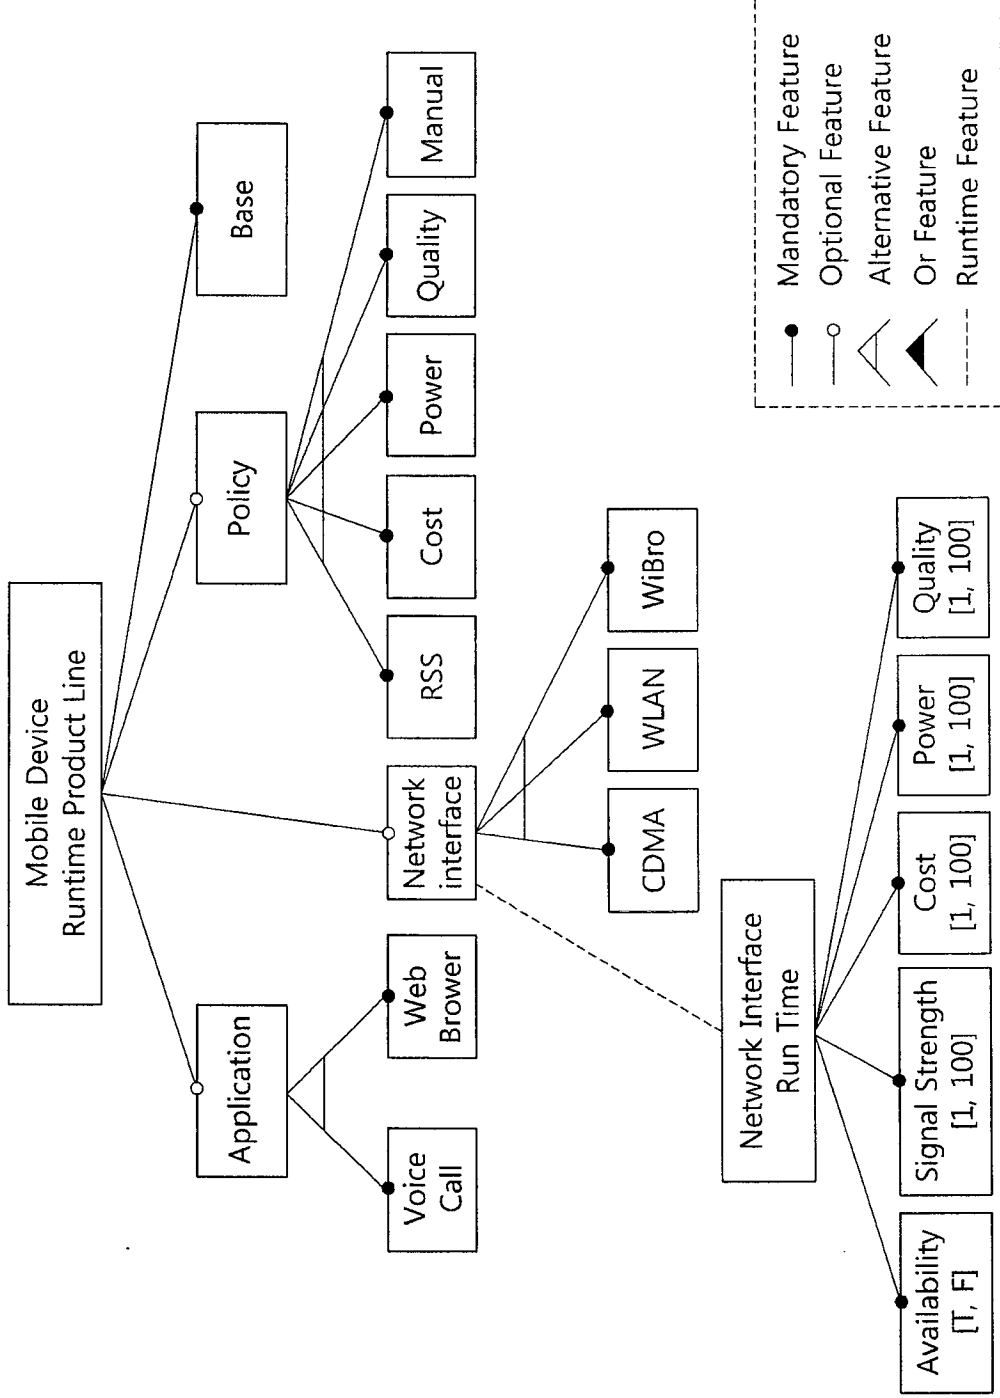 Mobile Device
Runtime Product Line
Application
Policy
Base
Voice
Call
Web
Brower
Network
interface
RSS
Cost
Power
Quality
Manual
CDMA
WLAN
WiBro
Network Interface
Run Time
Availability
[T, F]
Signal Strength
[1, 100]
Cost
[1, 100]
Power
[1, 100]
Quality
[1, 100]
Mandatory Feature
Optional Feature
Alternative Feature
Or Feature
Runtime Feature